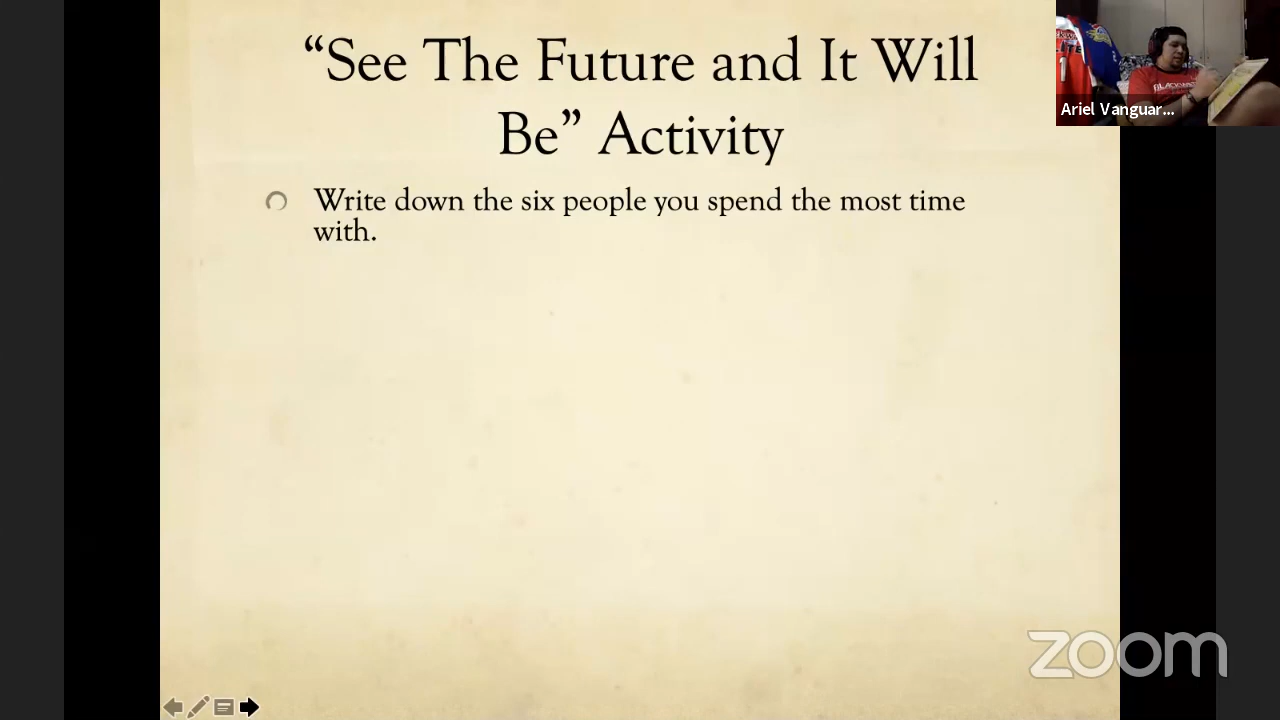 “See The Future and It Will
Be” Activity
Write down the six people you spend the most time
with.
Ariel Vanguar...
zoom